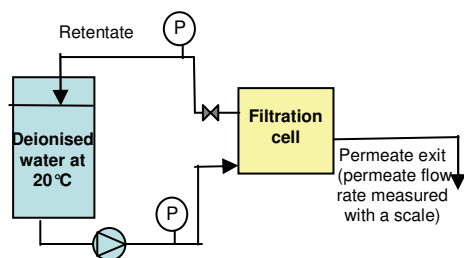 Retentate
P
Deionised
water at
20°C
Filtration
cell
Permeate exit
(permeate flow
rate measured
with a scale)
P